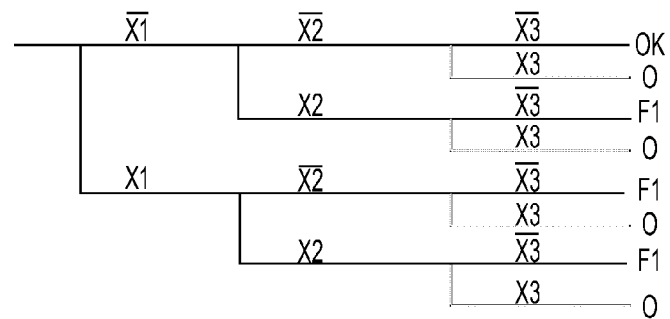 X̅1̅ X̅2̅ X̅3̅ OK
X3 O
X2 X̅3̅ F1
X3 O
X1 X̅2̅ X̅3̅ F1
X3 O
X2 X̅3̅ F1
X3 O